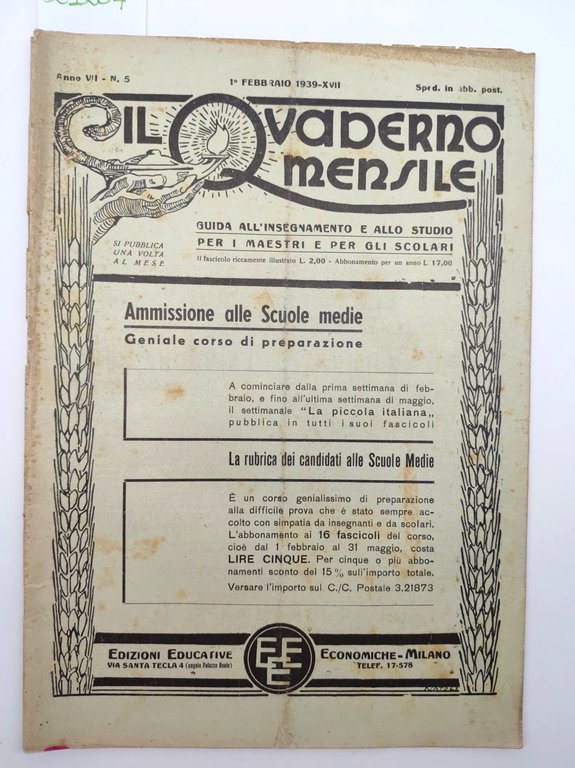 Anno VII - N. 5
1° FEBBRAIO 1939-XVII
Sped. in abb. post.
IL QVADERNO
MENSILE
SI PUBBLICA
UNA VOLTA
AL MESE
GUIDA ALL'INSEGNAMENTO E ALLO STUDIO
PER I MAESTRI E PER GLI SCOLARI
Il fascicolo riccamente illustrato L. 2,00 - Abbonamento per un anno L. 17,00
Ammissione alle Scuole medie
Geniale corso di preparazione
A cominciare dalla prima settimana di feb-
braio, e fino all'ultima settimana di maggio,
il settimanale "La piccola italiana„
pubblica in tutti i suoi fascicoli
La rubrica dei candidati alle Scuole Medie
È un corso genialissimo di preparazione
alla difficile prova che è stato sempre ac-
colto con simpatia da insegnanti e da scolari.
L'abbonamento ai 16 fascicoli del corso,
cioè dal 1 febbraio al 31 maggio, costa
LIRE CINQUE. Per cinque o più abbo-
namenti sconto del 15 % sull'importo totale.
Versare l'importo sul C./C. Postale 3.21873
EDIZIONI EDUCATIVE
VIA SANTA TECLA 4 (angolo Palazzo Reale)
EEE
ECONOMICHE - MILANO
TELEF. 17-578